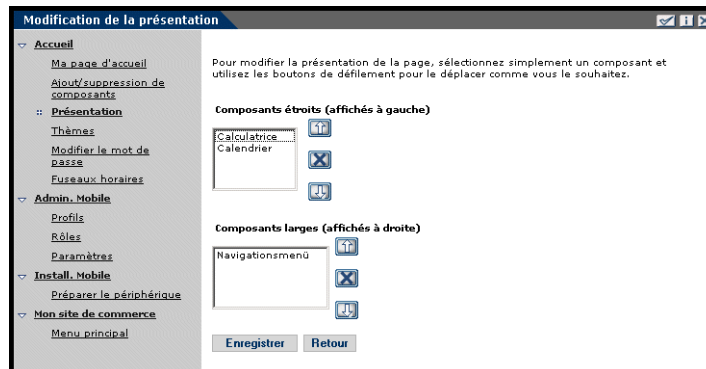 Modification de la présentation
Accueil
Ma page d'accueil
Ajout/suppression de
composants
Présentation
Thèmes
Modifier le mot de
passe
Fuseaux horaires
Admin. Mobile
Profils
Rôles
Paramètres
Install. Mobile
Préparer le périphérique
Mon site de commerce
Menu principal
Pour modifier la présentation de la page, sélectionnez simplement un composant et
utilisez les boutons de défilement pour le déplacer comme vous le souhaitez.
Composants étroits (affichés à gauche)
Calculatrice
Calendrier
Composants larges (affichés à droite)
Navigationsmenü
Enregistrer Retour